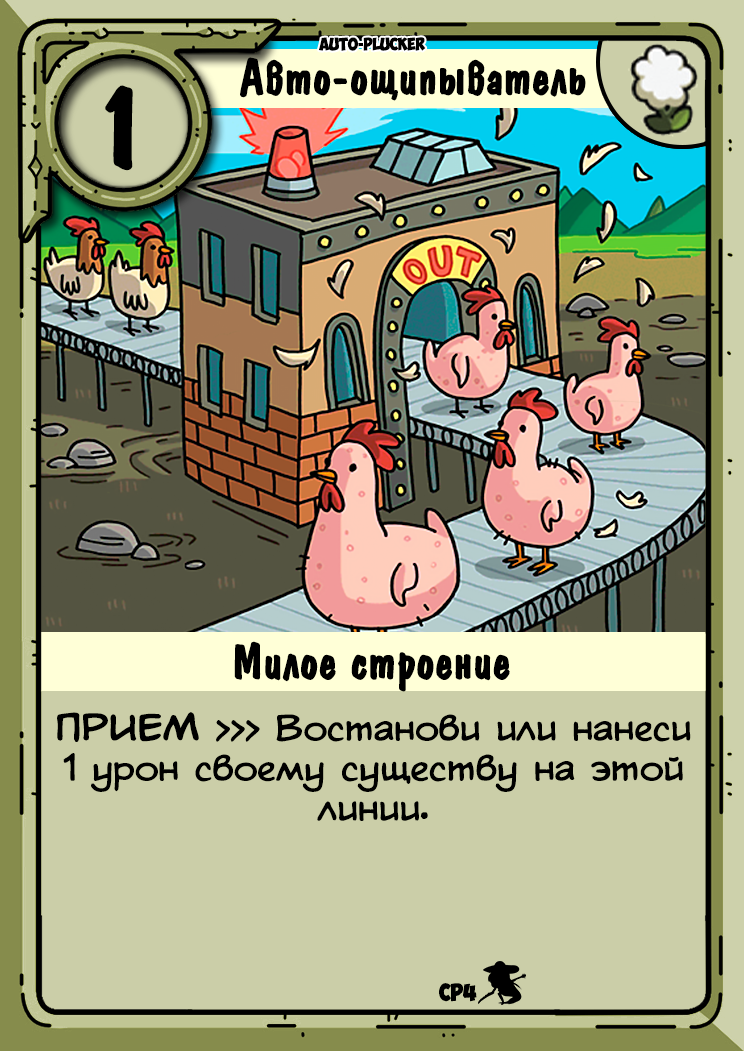 AUTO-PLUCKER
1
Авто-ощипыватель
OUT
Милое строение
ПРИЕМ >>> Востанови или нанеси
1 урон своему существу на этой
линии.
CP4